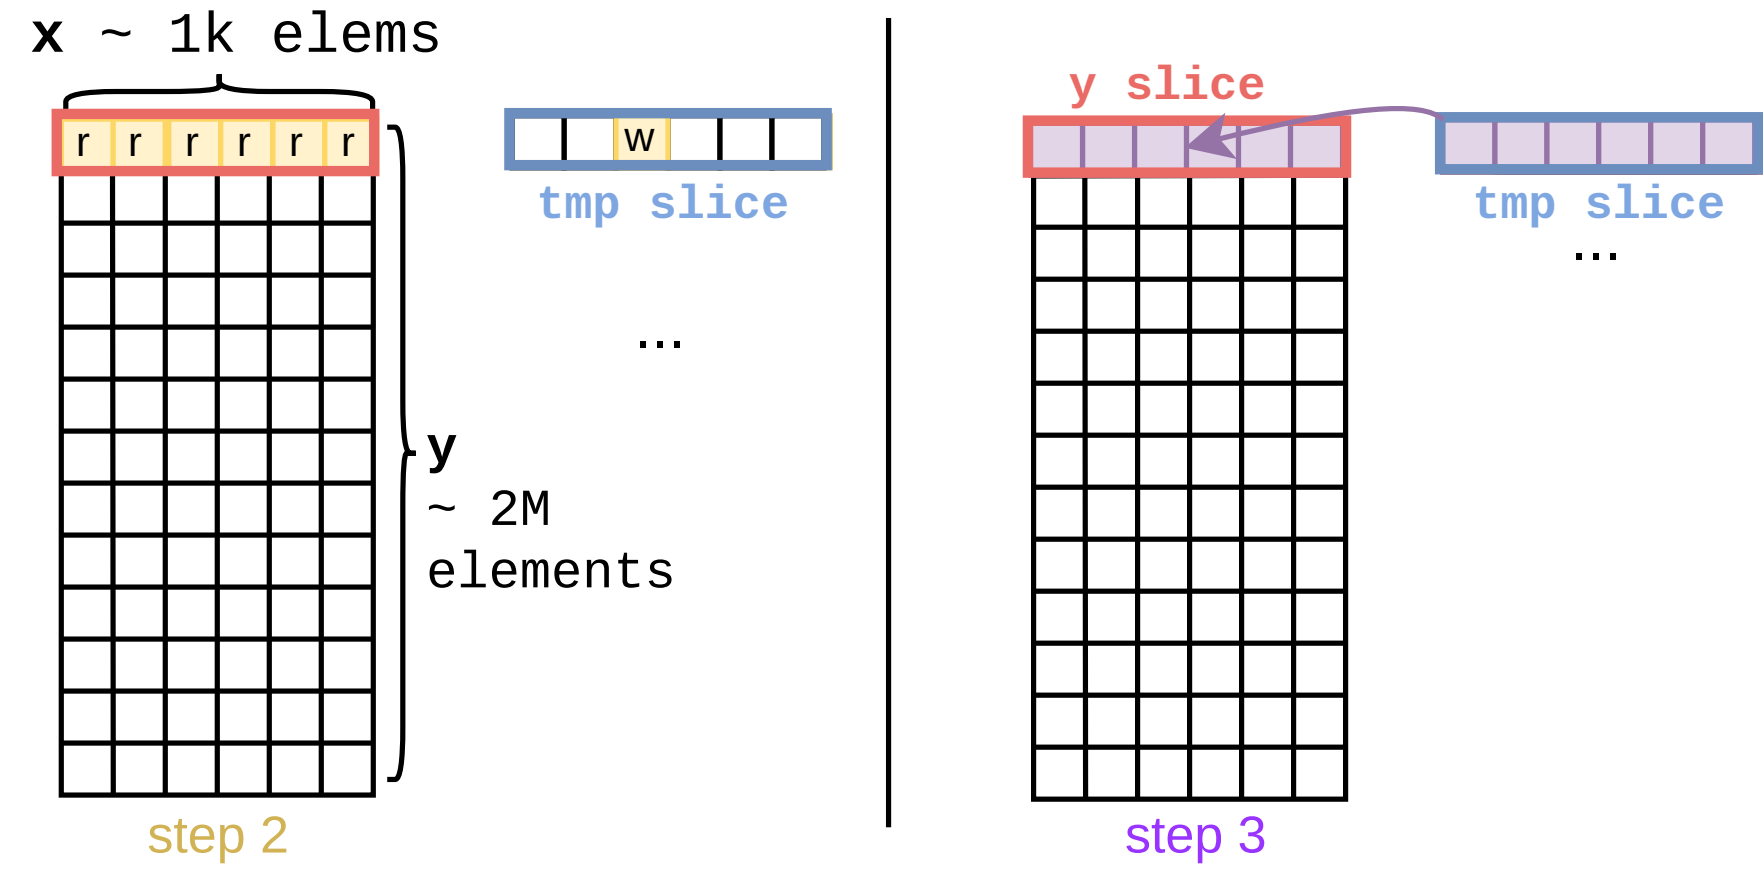 x ~ 1k elems
r r r r r r
w
tmp slice
...
y
~ 2M
elements
step 2
y slice
tmp slice
...
step 3